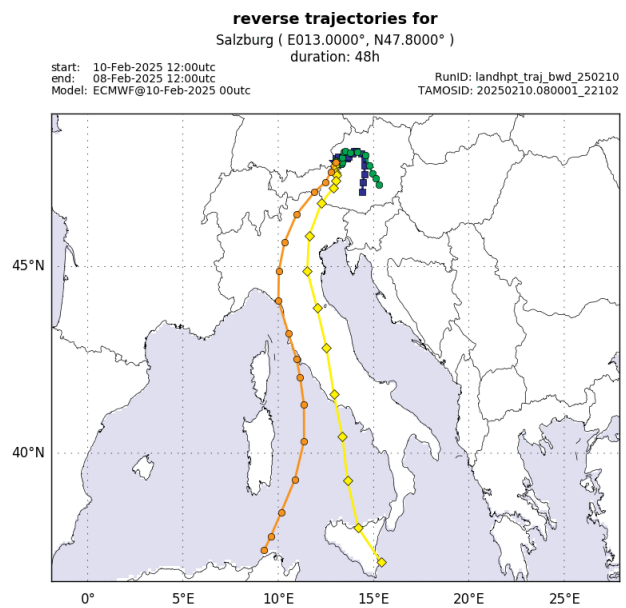 reverse trajectories for
Salzburg ( E013.0000°, N47.8000° )
duration: 48h
start: 10-Feb-2025 12:00utc
end: 08-Feb-2025 12:00utc
Model: ECMWF@10-Feb-2025 00utc
RunID: landhpt_traj_bwd_250210
TAMOSID: 20250210.080001_22102
45°N
40°N
0° 5°E 10°E 15°E 20°E 25°E